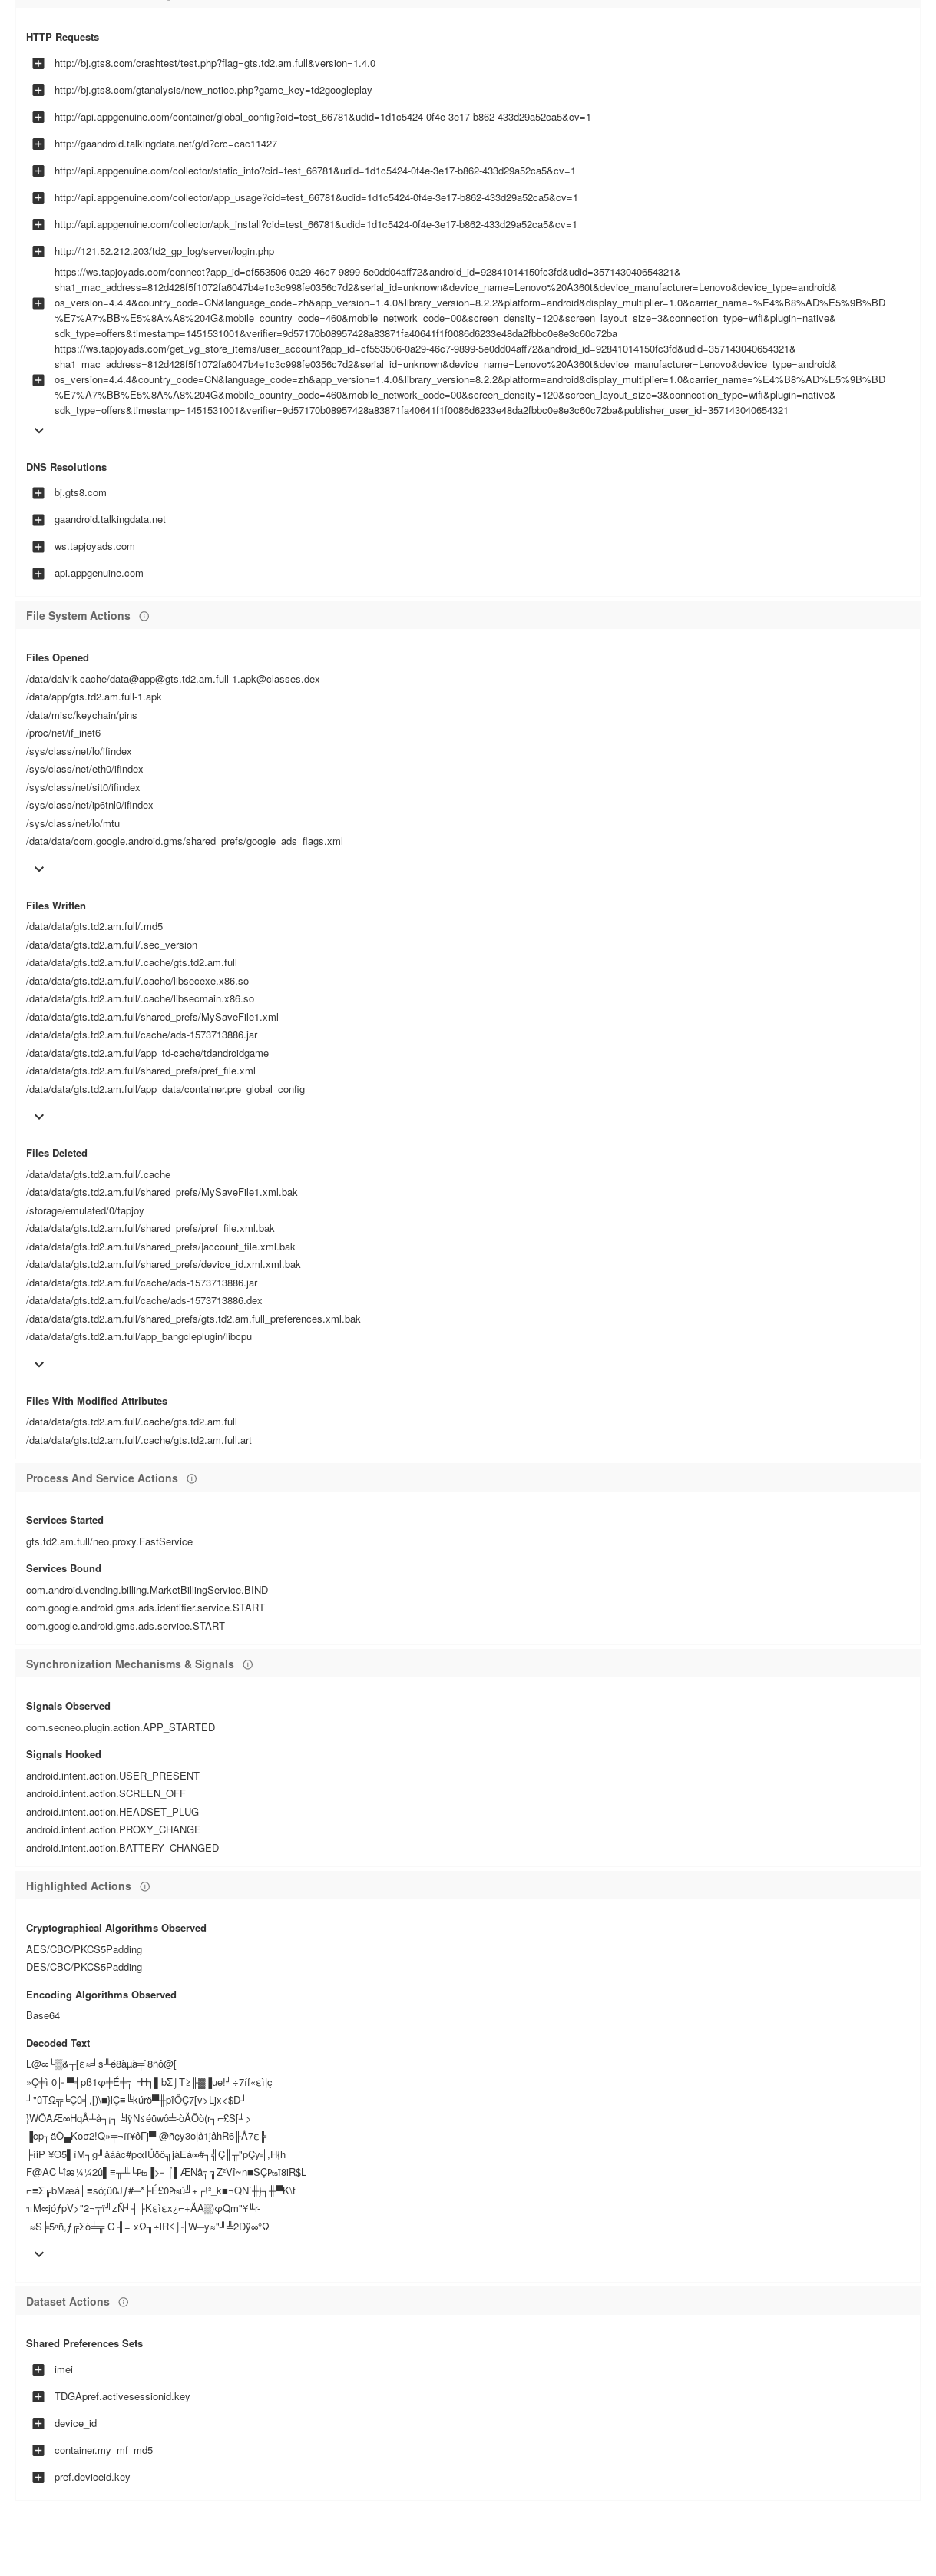 HTTP Requests
http://bj.gts8.com/crashtest/test.php?flag=gts.td2.am.full&version=1.4.0
http://bj.gts8.com/gtanalysis/new_notice.php?game_key=td2googleplay
http://api.appgenuine.com/container/global_config?cid=test_66781&udid=1d1c5424-0f4e-3e17-b862-433d29a52ca5&cv=1
http://gaandroid.talkingdata.net/g/d?crc=cac11427
http://api.appgenuine.com/collector/static_info?cid=test_66781&udid=1d1c5424-0f4e-3e17-b862-433d29a52ca5&cv=1
http://api.appgenuine.com/collector/app_usage?cid=test_66781&udid=1d1c5424-0f4e-3e17-b862-433d29a52ca5&cv=1
http://api.appgenuine.com/collector/apk_install?cid=test_66781&udid=1d1c5424-0f4e-3e17-b862-433d29a52ca5&cv=1
http://121.52.212.203/td2_gp_log/server/login.php
https://ws.tapjoyads.com/connect?app_id=cf553506-0a29-46c7-9899-5e0dd04aff72&android_id=92841014150fc3fd&udid=357143040654321&
sha1_mac_address=812d428f5f1072fa6047b4e1c3c998fe0356c7d2&serial_id=unknown&device_name=Lenovo%20A360t&device_manufacturer=Lenovo&device_type=android&
os_version=4.4.4&country_code=CN&language_code=zh&app_version=1.4.0&library_version=8.2.2&platform=android&display_multiplier=1.0&carrier_name=%E4%B8%AD%E5%9B%BD
%E7%A7%BB%E5%8A%A8%204G&mobile_country_code=460&mobile_network_code=00&screen_density=120&screen_layout_size=3&connection_type=wifi&plugin=native&
sdk_type=offers&timestamp=1451531001&verifier=9d57170b08957428a83871fa40641f1f0086d6233e48da2fbbc0e8e3c60c72ba
https://ws.tapjoyads.com/get_vg_store_items/user_account?app_id=cf553506-0a29-46c7-9899-5e0dd04aff72&android_id=92841014150fc3fd&udid=357143040654321&
sha1_mac_address=812d428f5f1072fa6047b4e1c3c998fe0356c7d2&serial_id=unknown&device_name=Lenovo%20A360t&device_manufacturer=Lenovo&device_type=android&
os_version=4.4.4&country_code=CN&language_code=zh&app_version=1.4.0&library_version=8.2.2&platform=android&display_multiplier=1.0&carrier_name=%E4%B8%AD%E5%9B%BD
%E7%A7%BB%E5%8A%A8%204G&mobile_country_code=460&mobile_network_code=00&screen_density=120&screen_layout_size=3&connection_type=wifi&plugin=native&
sdk_type=offers&timestamp=1451531001&verifier=9d57170b08957428a83871fa40641f1f0086d6233e48da2fbbc0e8e3c60c72ba&publisher_user_id=357143040654321
DNS Resolutions
bj.gts8.com
gaandroid.talkingdata.net
ws.tapjoyads.com
api.appgenuine.com
File System Actions
Files Opened
/data/dalvik-cache/data@app@gts.td2.am.full-1.apk@classes.dex
/data/app/gts.td2.am.full-1.apk
/data/misc/keychain/pins
/proc/net/if_inet6
/sys/class/net/lo/ifindex
/sys/class/net/eth0/ifindex
/sys/class/net/sit0/ifindex
/sys/class/net/ip6tnl0/ifindex
/sys/class/net/lo/mtu
/data/data/com.google.android.gms/shared_prefs/google_ads_flags.xml
Files Written
/data/data/gts.td2.am.full/.md5
/data/data/gts.td2.am.full/.sec_version
/data/data/gts.td2.am.full/.cache/gts.td2.am.full
/data/data/gts.td2.am.full/.cache/libsecexe.x86.so
/data/data/gts.td2.am.full/.cache/libsecmain.x86.so
/data/data/gts.td2.am.full/shared_prefs/MySaveFile1.xml
/data/data/gts.td2.am.full/cache/ads-1573713886.jar
/data/data/gts.td2.am.full/app_td-cache/tdandroidgame
/data/data/gts.td2.am.full/shared_prefs/pref_file.xml
/data/data/gts.td2.am.full/app_data/container.pre_global_config
Files Deleted
/data/data/gts.td2.am.full/.cache
/data/data/gts.td2.am.full/shared_prefs/MySaveFile1.xml.bak
/storage/emulated/0/tapjoy
/data/data/gts.td2.am.full/shared_prefs/pref_file.xml.bak
/data/data/gts.td2.am.full/shared_prefs/|account_file.xml.bak
/data/data/gts.td2.am.full/shared_prefs/device_id.xml.xml.bak
/data/data/gts.td2.am.full/cache/ads-1573713886.jar
/data/data/gts.td2.am.full/cache/ads-1573713886.dex
/data/data/gts.td2.am.full/shared_prefs/gts.td2.am.full_preferences.xml.bak
/data/data/gts.td2.am.full/app_bangcleplugin/libcpu
Files With Modified Attributes
/data/data/gts.td2.am.full/.cache/gts.td2.am.full
/data/data/gts.td2.am.full/.cache/gts.td2.am.full.art
Process And Service Actions
Services Started
gts.td2.am.full/neo.proxy.FastService
Services Bound
com.android.vending.billing.MarketBillingService.BIND
com.google.android.gms.ads.identifier.service.START
com.google.android.gms.ads.service.START
Synchronization Mechanisms & Signals
Signals Observed
com.secneo.plugin.action.APP_STARTED
Signals Hooked
android.intent.action.USER_PRESENT
android.intent.action.SCREEN_OFF
android.intent.action.HEADSET_PLUG
android.intent.action.PROXY_CHANGE
android.intent.action.BATTERY_CHANGED
Highlighted Actions
Cryptographical Algorithms Observed
AES/CBC/PKCS5Padding
DES/CBC/PKCS5Padding
Encoding Algorithms Observed
Base64
Decoded Text
Dataset Actions
Shared Preferences Sets
imei
TDGApref.activesessionid.key
device_id
container.my_mf_md5
pref.deviceid.key